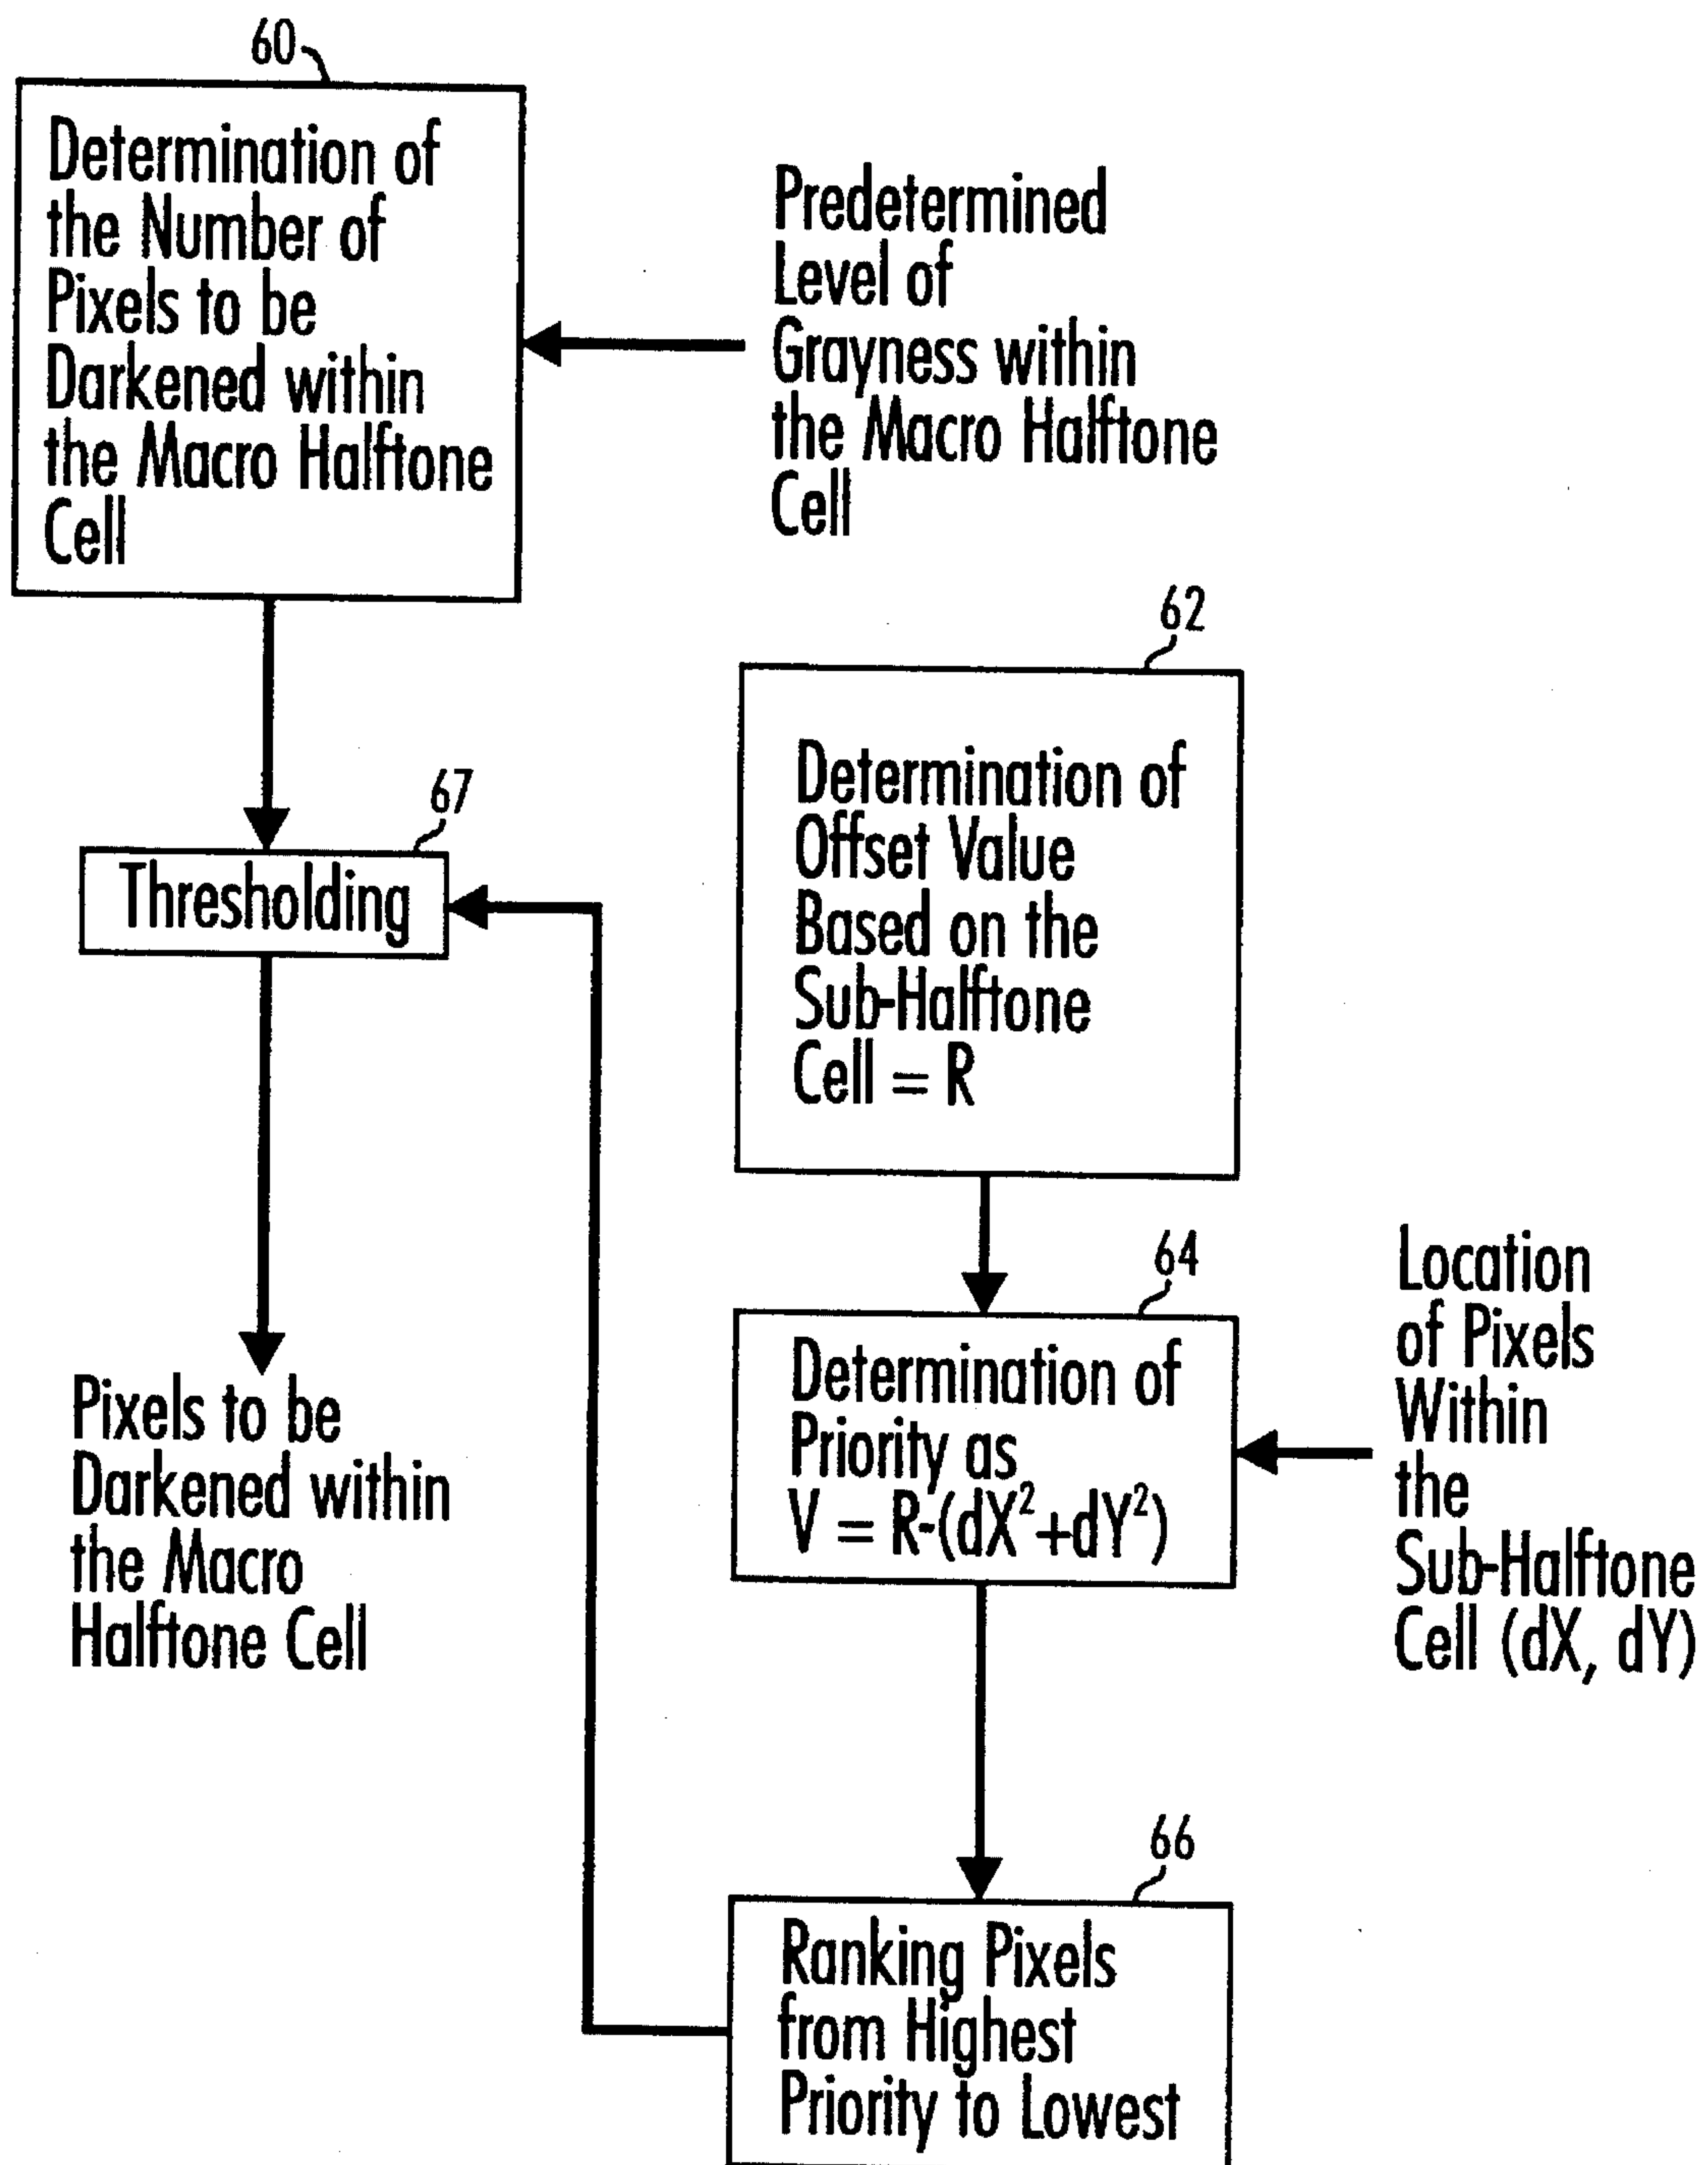 60
Determination of
the Number of
Pixels to be
Darkened within
the Macro Halftone
Cell
Predetermined
Level of
Grayness within
the Macro Halftone
Cell
62
Determination of
Offset Value
Based on the
Sub-Halftone
Cell = R
67
Thresholding
64
Determination of
Priority as
V = R-(dX²+dY²)
Location
of Pixels
Within
the
Sub-Halftone
Cell (dX, dY)
Pixels to be
Darkened within
the Macro
Halftone Cell
66
Ranking Pixels
from Highest
Priority to Lowest